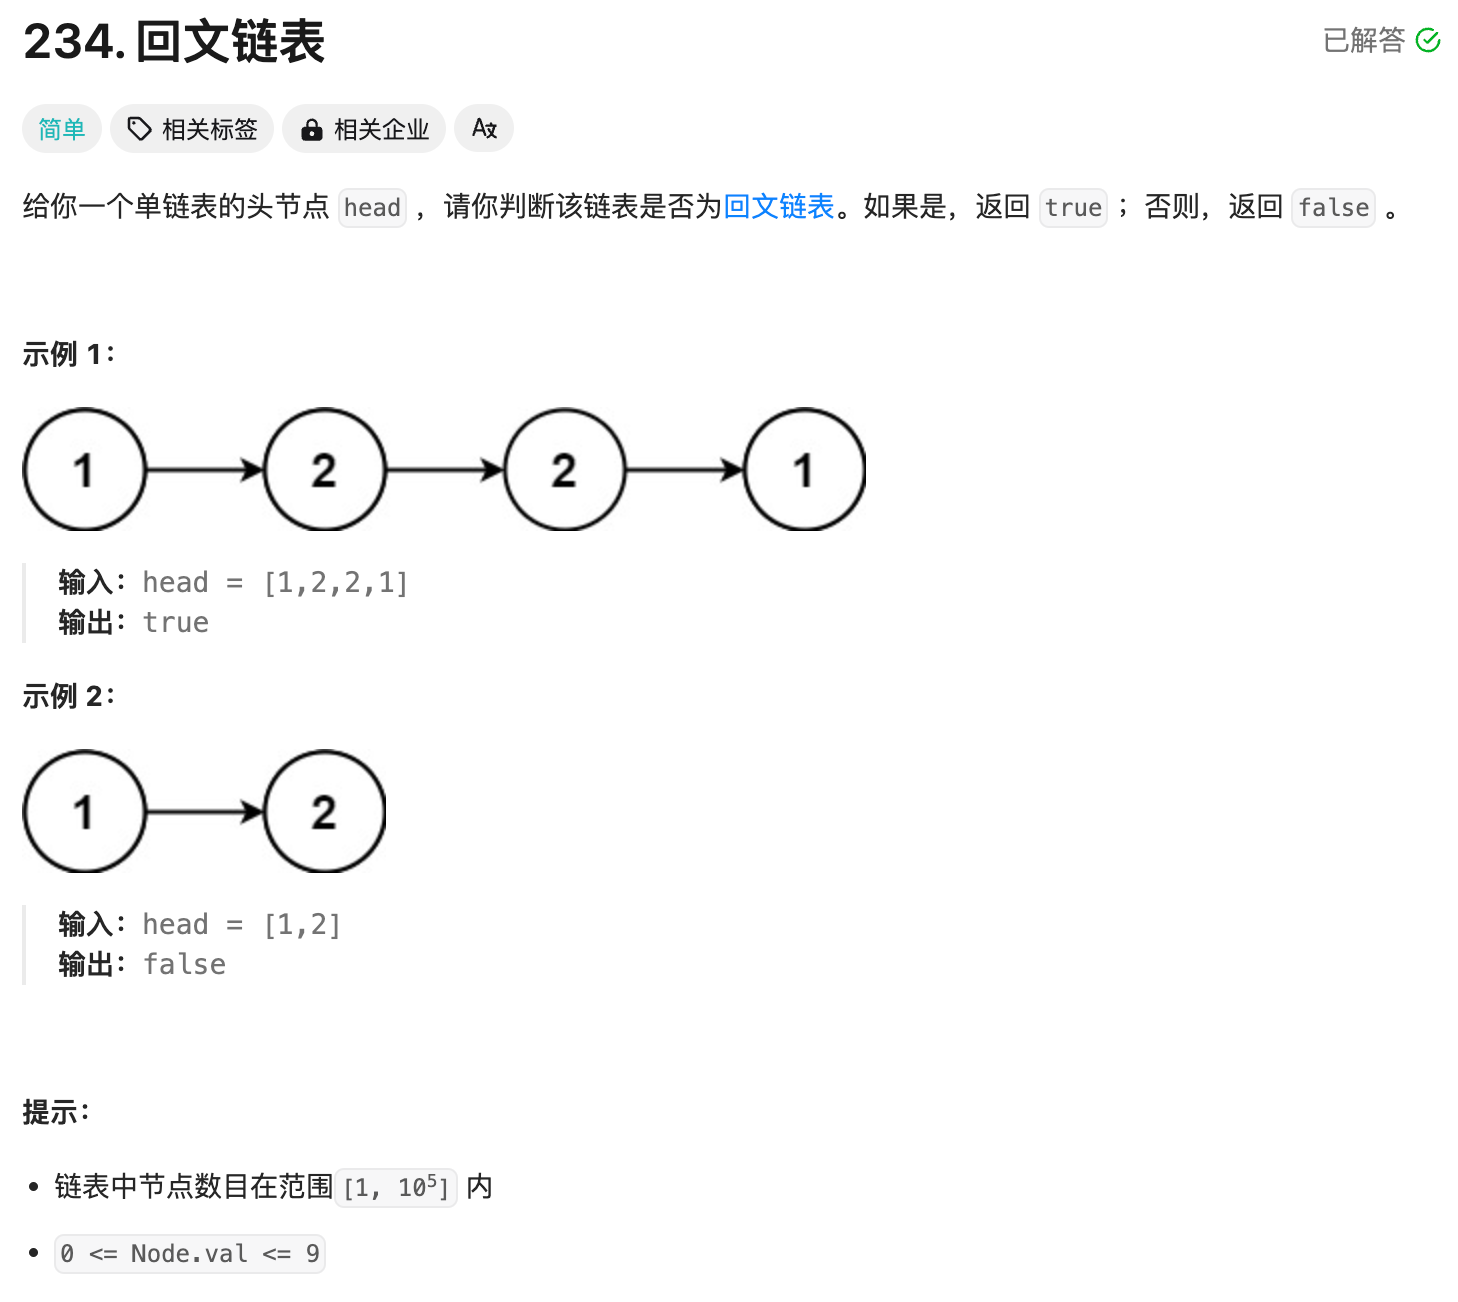 234. 回文链表
已解答
简单
相关标签
相关企业
给你一个单链表的头节点 head ，请你判断该链表是否为回文链表。如果是，返回 true ；否则，返回 false 。
示例 1：
1 2 2 1
输入：head = [1,2,2,1]
输出：true
示例 2：
1 2
输入：head = [1,2]
输出：false
提示：
链表中节点数目在范围[1, 10⁵] 内
0 <= Node.val <= 9